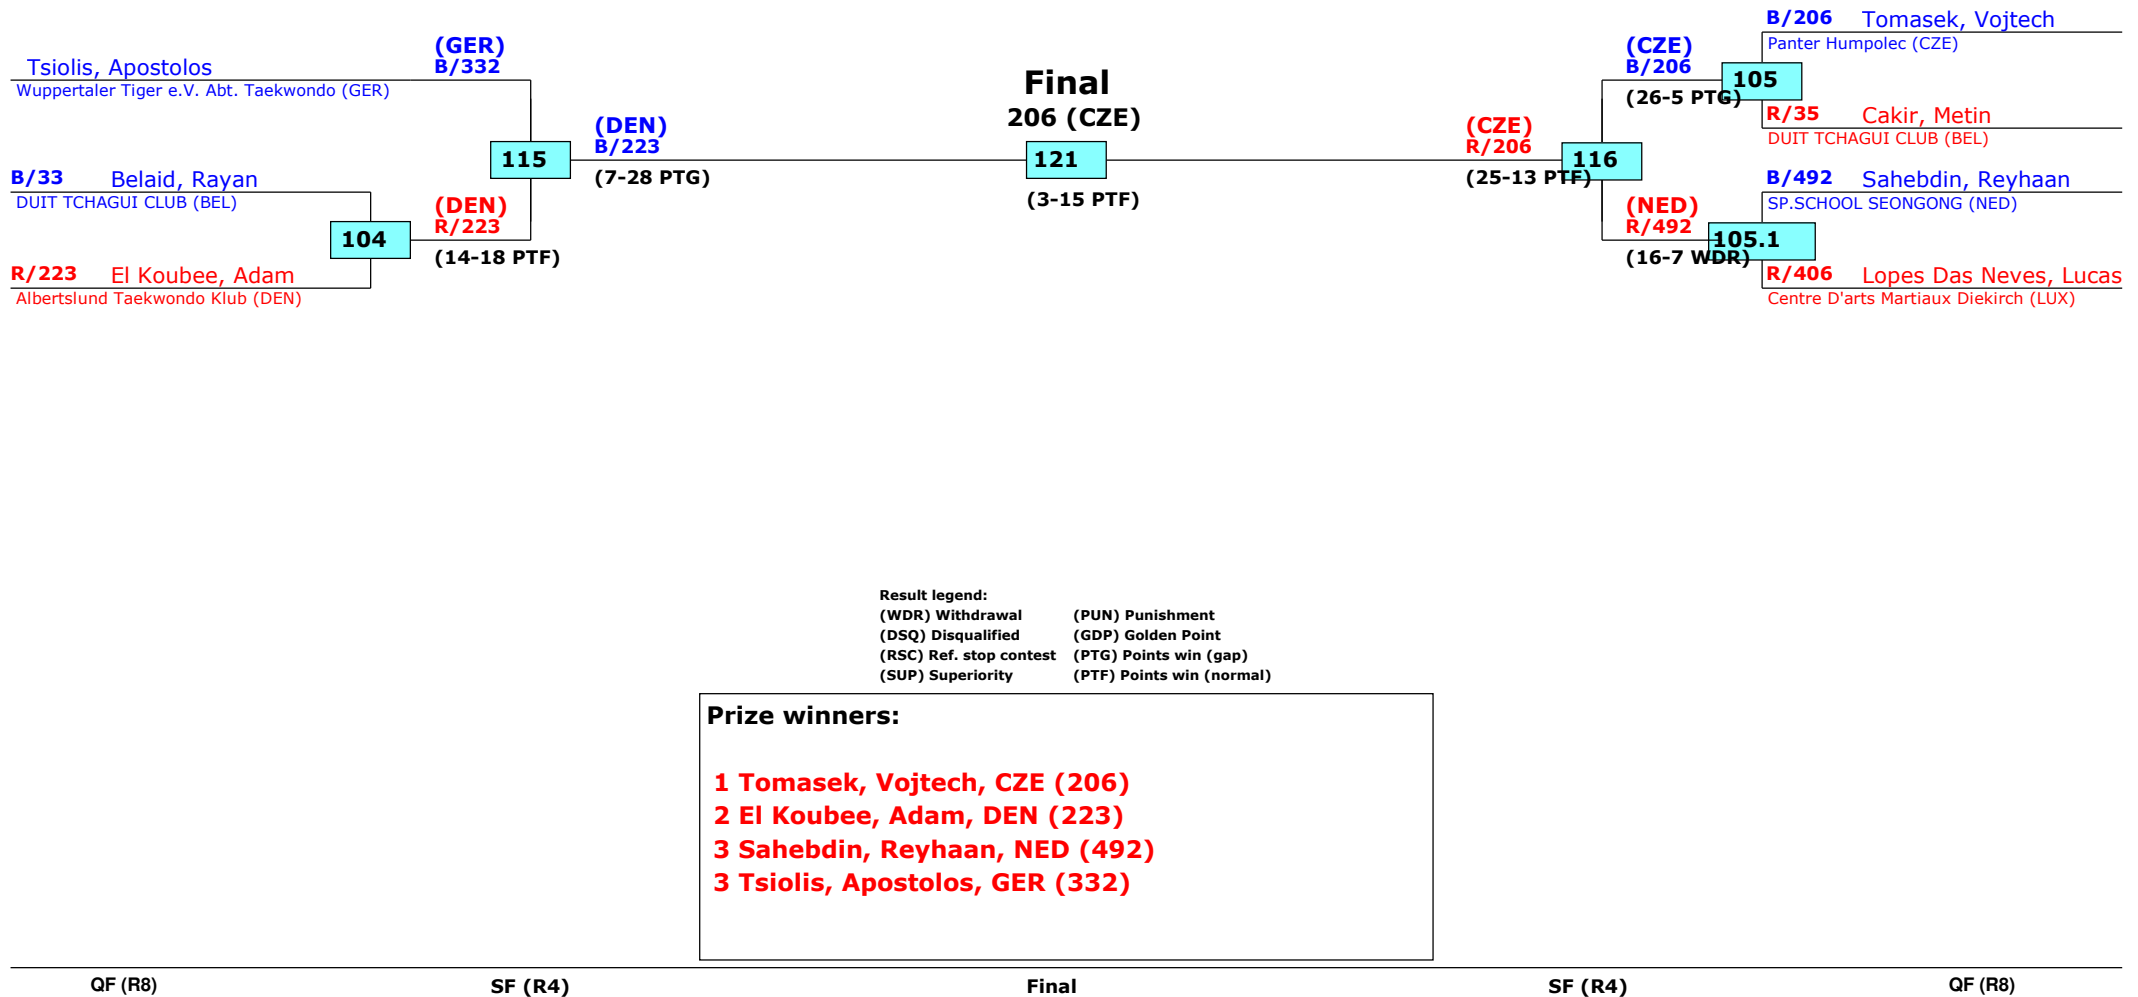 Tsiolis, Apostolos
Wuppertaler Tiger e.V. Abt. Taekwondo (GER)
B/33 Belaid, Rayan
DUIT TCHAGUI CLUB (BEL)
104
R/223 El Koubee, Adam
Albertslund Taekwondo Klub (DEN)
(GER)
B/332
115
(DEN)
R/223
(14-18 PTF)
(DEN)
B/223
(7-28 PTG)
Final
206 (CZE)
121
(3-15 PTF)
(CZE)
R/206
(25-13 PTF)
116
(CZE)
B/206
(26-5 PTG)
(NED)
R/492
(16-7 WDR)
B/206 Tomasek, Vojtech
Panter Humpolec (CZE)
105
R/35 Cakir, Metin
DUIT TCHAGUI CLUB (BEL)
B/492 Sahebdin, Reyhaan
SP.SCHOOL SEONGONG (NED)
105.1
R/406 Lopes Das Neves, Lucas
Centre D'arts Martiaux Diekirch (LUX)
Result legend:
(WDR) Withdrawal (PUN) Punishment
(DSQ) Disqualified (GDP) Golden Point
(RSC) Ref. stop contest (PTG) Points win (gap)
(SUP) Superiority (PTF) Points win (normal)
Prize winners:
1 Tomasek, Vojtech, CZE (206)
2 El Koubee, Adam, DEN (223)
3 Sahebdin, Reyhaan, NED (492)
3 Tsiolis, Apostolos, GER (332)
QF (R8) SF (R4) Final SF (R4) QF (R8)